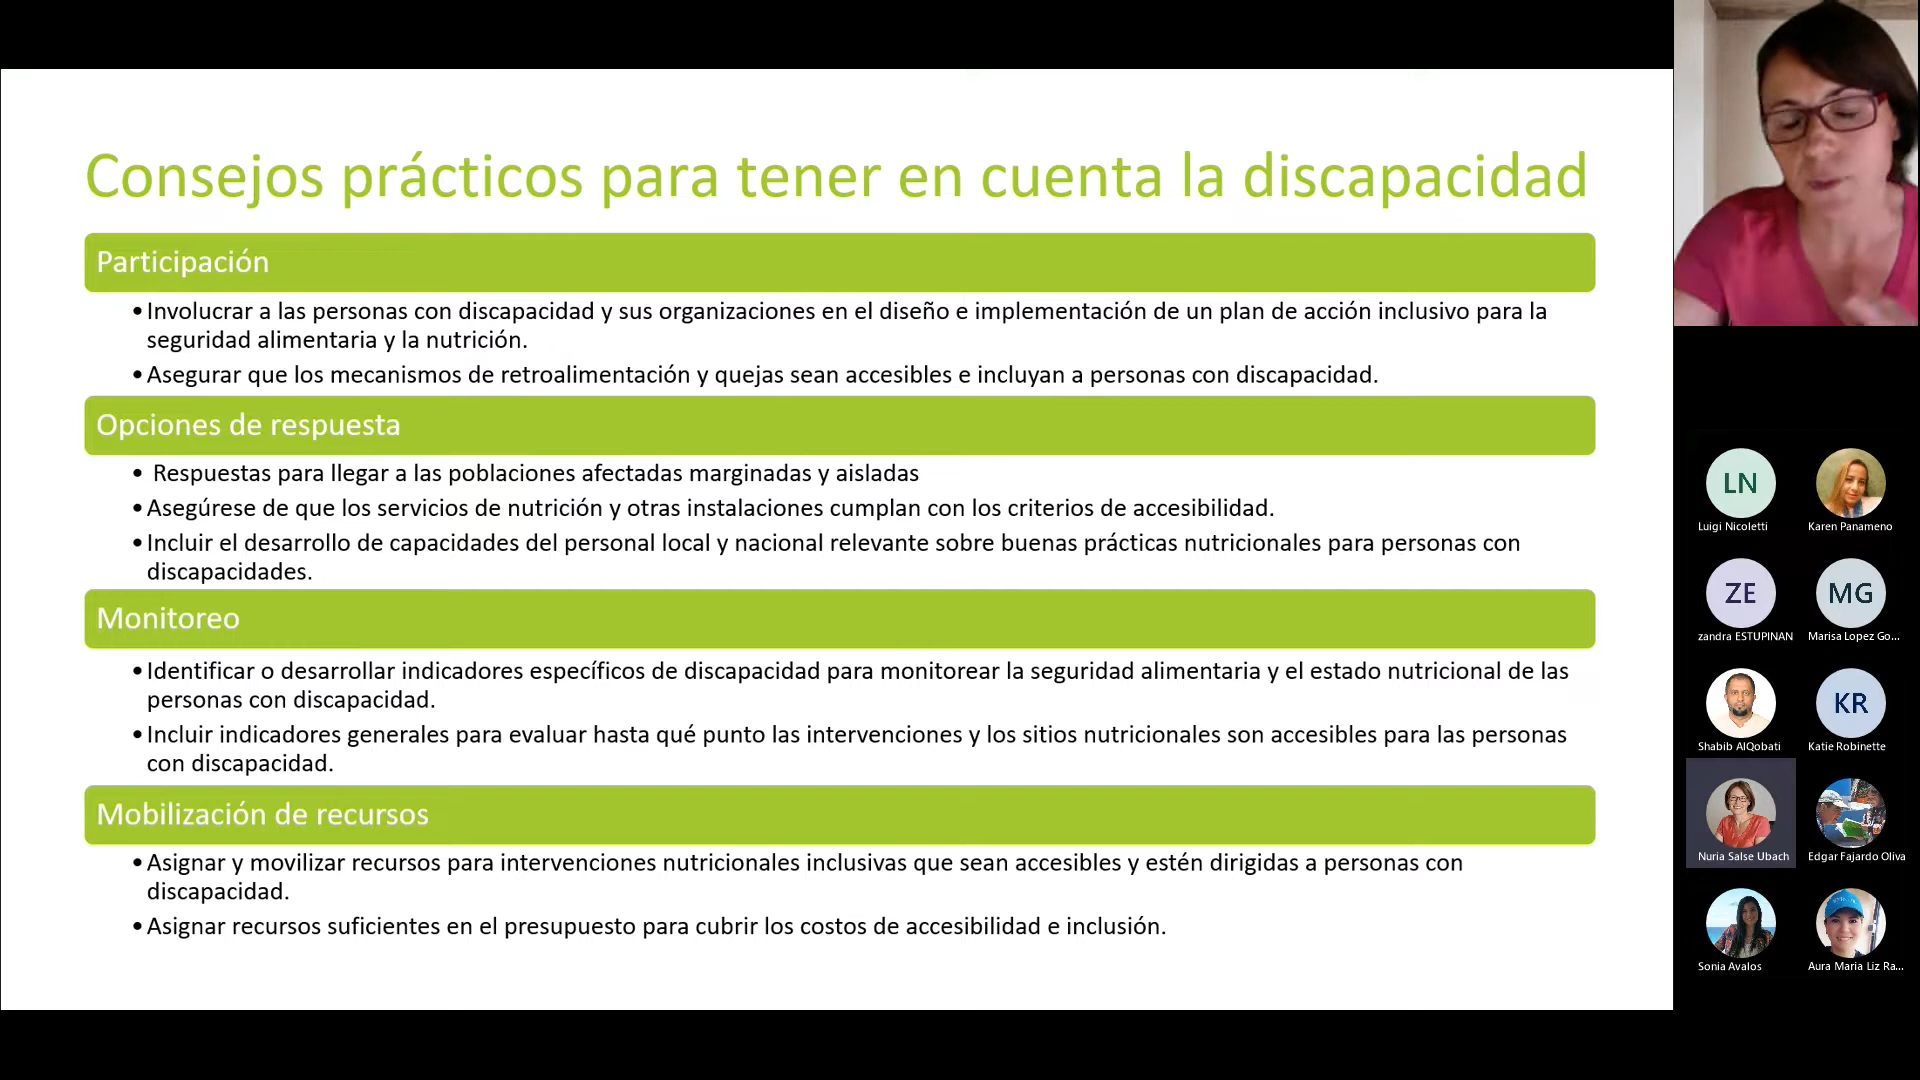 Consejos prácticos para tener en cuenta la discapacidad
Participación
•Involucrar a las personas con discapacidad y sus organizaciones en el diseño e implementación de un plan de acción inclusivo para la
seguridad alimentaria y la nutrición.
•Asegurar que los mecanismos de retroalimentación y quejas sean accesibles e incluyan a personas con discapacidad.
Opciones de respuesta
• Respuestas para llegar a las poblaciones afectadas marginadas y aisladas
•Asegúrese de que los servicios de nutrición y otras instalaciones cumplan con los criterios de accesibilidad.
•Incluir el desarrollo de capacidades del personal local y nacional relevante sobre buenas prácticas nutricionales para personas con
discapacidades.
Monitoreo
•Identificar o desarrollar indicadores específicos de discapacidad para monitorear la seguridad alimentaria y el estado nutricional de las
personas con discapacidad.
•Incluir indicadores generales para evaluar hasta qué punto las intervenciones y los sitios nutricionales son accesibles para las personas
con discapacidad.
Mobilización de recursos
•Asignar y movilizar recursos para intervenciones nutricionales inclusivas que sean accesibles y estén dirigidas a personas con
discapacidad.
•Asignar recursos suficientes en el presupuesto para cubrir los costos de accesibilidad e inclusión.
LN
Luigi Nicoletti
Karen Panameno
ZE
zandra ESTUPINAN
MG
Marisa Lopez Go...
Shabib AlQobati
KR
Katie Robinette
Nuria Salse Ubach
Edgar Fajardo Oliva
Sonia Avalos
Aura Maria Liz Ra...